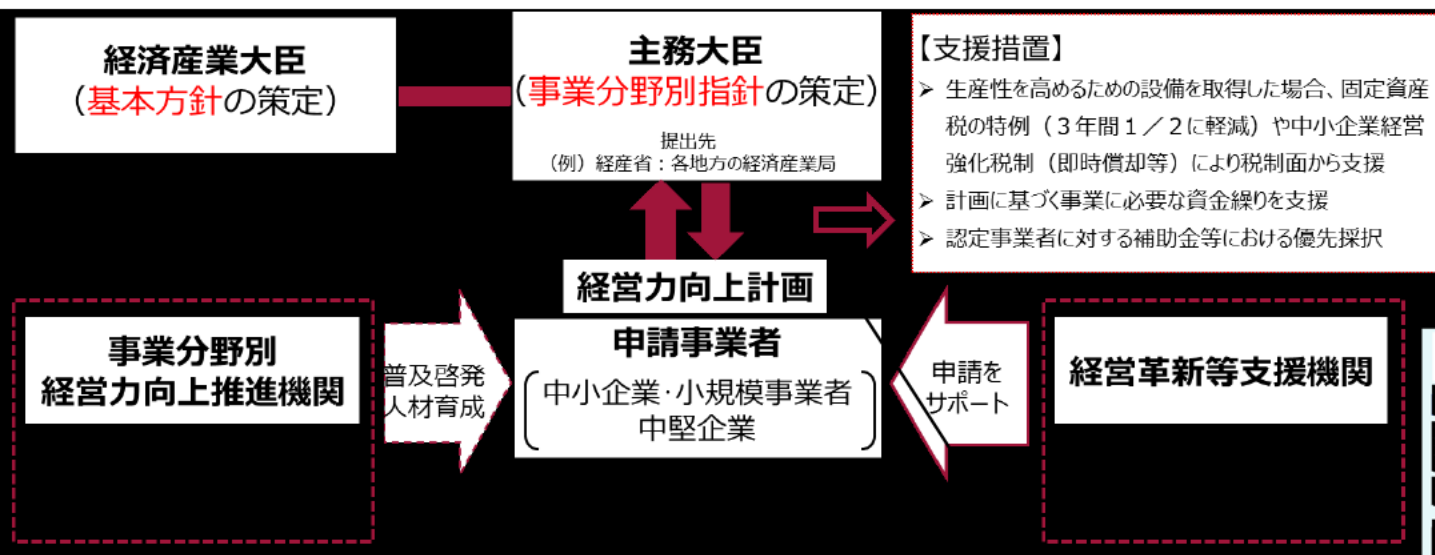 経済産業大臣
（基本方針の策定）
主務大臣
（事業分野別指針の策定）
提出先
（例）経産省：各地方の経済産業局
【支援措置】
➢ 生産性を高めるための設備を取得した場合、固定資産
税の特例（３年間１／２に軽減）や中小企業経営
強化税制（即時償却等）により税制面から支援
➢ 計画に基づく事業に必要な資金繰りを支援
➢ 認定事業者に対する補助金等における優先採択
経営力向上計画
事業分野別
経営力向上推進機関
普及啓発
人材育成
申請事業者
中小企業・小規模事業者
中堅企業
申請を
サポート
経営革新等支援機関